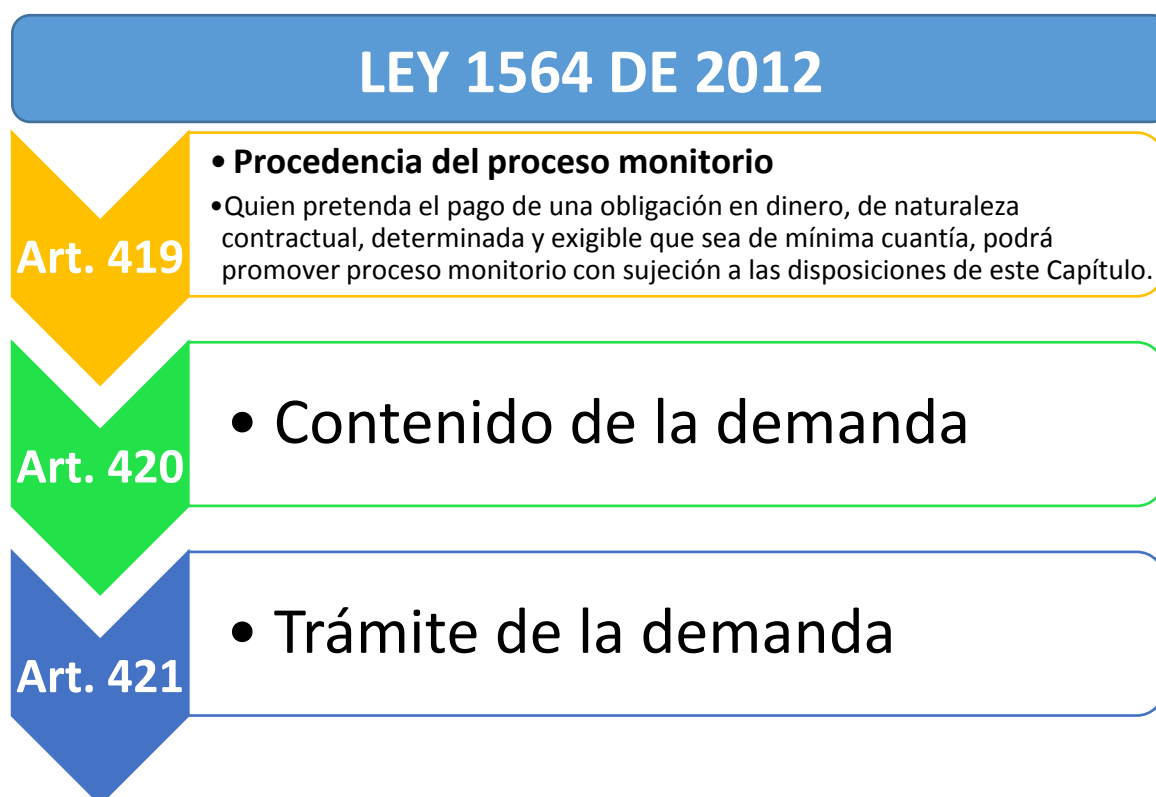 LEY 1564 DE 2012
Art. 419
• Procedencia del proceso monitorio
•Quien pretenda el pago de una obligación en dinero, de naturaleza
contractual, determinada y exigible que sea de mínima cuantía, podrá
promover proceso monitorio con sujeción a las disposiciones de este Capítulo.
Art. 420
• Contenido de la demanda
Art. 421
• Trámite de la demanda